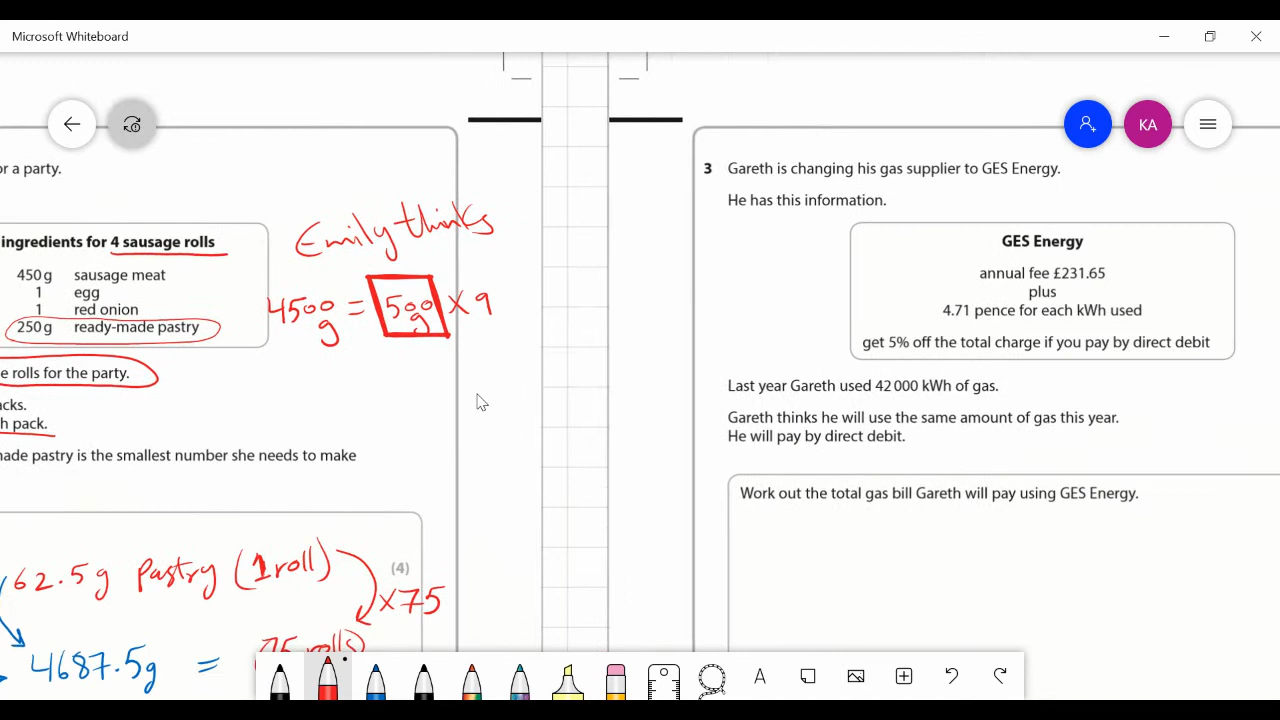 Microsoft Whiteboard
KA
or a party.
ingredients for 4 sausage rolls
450 g sausage meat
1 egg
1 red onion
250 g ready-made pastry
e rolls for the party.
acks.
h pack.
nade pastry is the smallest number she needs to make
Emily thinks
4500 g = 500 g × 9
62.5g Pastry (1 roll)
(4)
×75
4687.5g = 75 rolls)
3 Gareth is changing his gas supplier to GES Energy.
He has this information.
GES Energy
annual fee £231.65
plus
4.71 pence for each kWh used
get 5% off the total charge if you pay by direct debit
Last year Gareth used 42 000 kWh of gas.
Gareth thinks he will use the same amount of gas this year.
He will pay by direct debit.
Work out the total gas bill Gareth will pay using GES Energy.
A